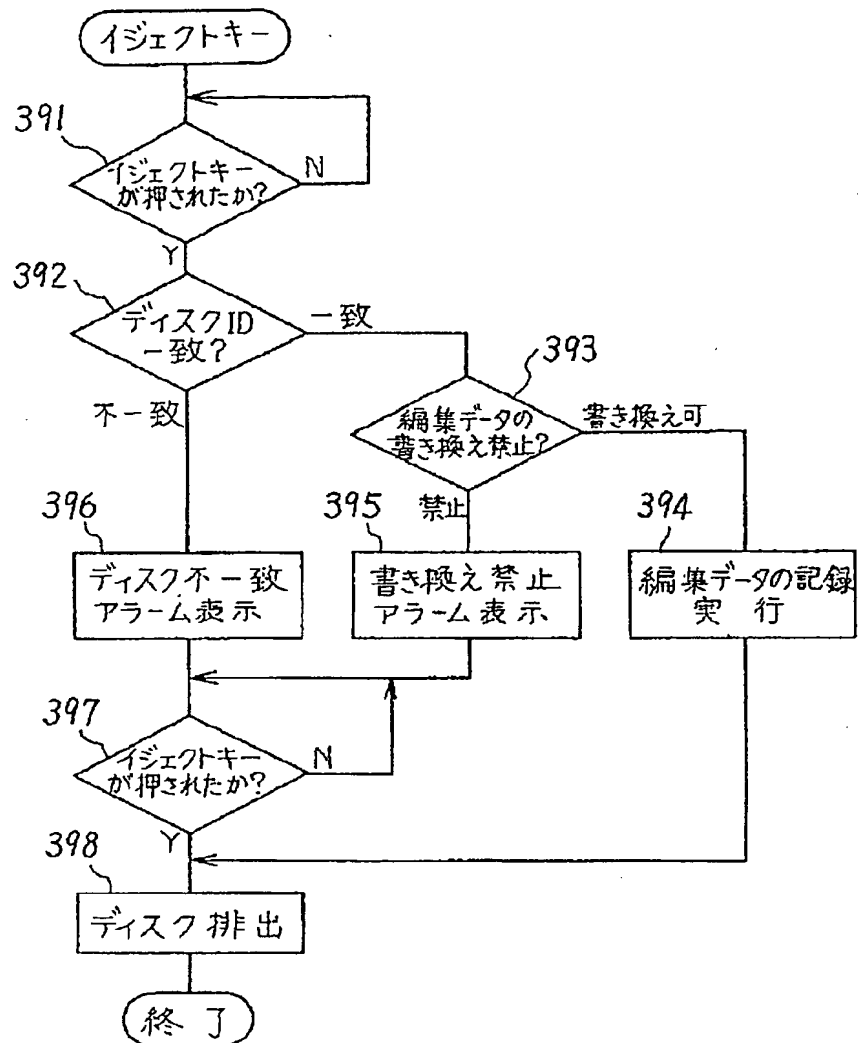 イジェクトキー
391
イジェクトキー
が押されたか?
N
Y
392
ディスクID
一致?
一致
不一致
393
編集データの
書き換え禁止?
書き換え可
禁止
396
ディスク不一致
アラーム表示
395
書き換え禁止
アラーム表示
394
編集データの記録
実行
397
イジェクトキー
が押されたか?
N
Y
398
ディスク排出
終了